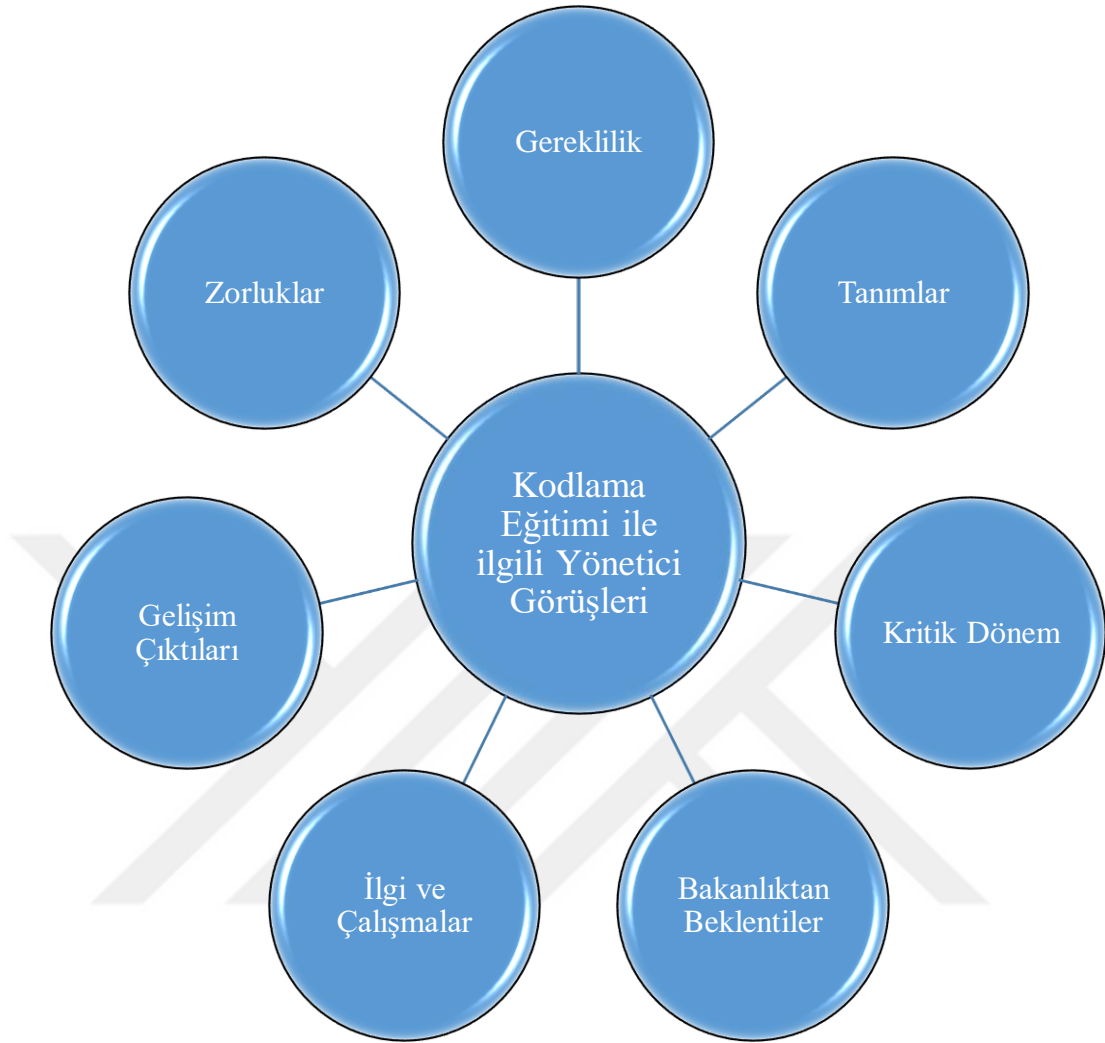 Gereklilik
Zorluklar
Tanımlar
Kodlama
Eğitimi ile
ilgili Yönetici
Görüşleri
Gelişim
Çıktıları
Kritik Dönem
İlgi ve
Çalışmalar
Bakanlıktan
Beklentiler